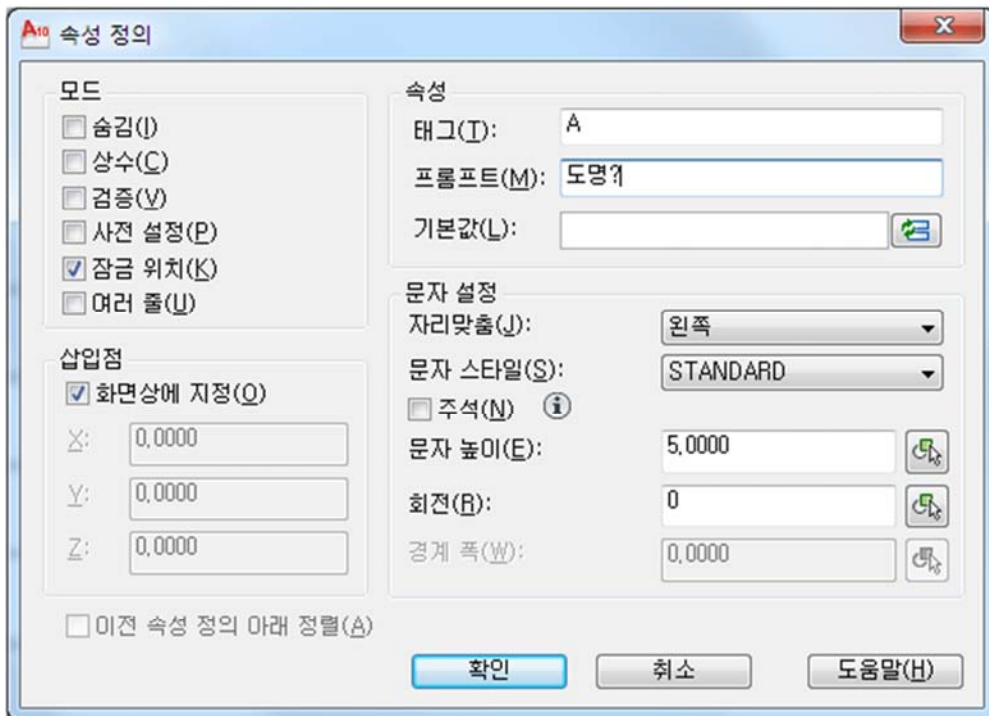 A10 속성 정의
모드
숨김(I)
상수(C)
검증(V)
사전 설정(P)
잠금 위치(K)
여러 줄(U)
삽입점
화면상에 지정(O)
X: 0,0000
Y: 0,0000
Z: 0,0000
이전 속성 정의 아래 정렬(A)
속성
태그(T): A
프롬프트(M): 도명?
기본값(L):
문자 설정
자리맞춤(J): 왼쪽
문자 스타일(S): STANDARD
주석(N)
문자 높이(E): 5,0000
회전(R): 0
경계 폭(W): 0,0000
확인 취소 도움말(H)